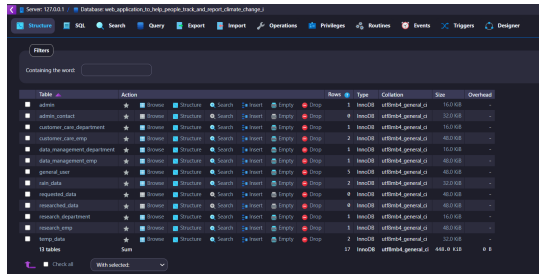 Server: 127.0.0.1 Database: web_application_to_help_people_track_and_report_climate_change_i
Structure SQL Search Query Export Import Operations Privileges Routines Events Triggers Designer
Filters
Containing the word:
Table Action Rows Type Collation Size Overhead
admin Browse Structure Search Insert Empty Drop 1 InnoDB utf8mb4_general_ci 16.0 KiB -
admin_contact Browse Structure Search Insert Empty Drop 0 InnoDB utf8mb4_general_ci 32.0 KiB -
customer_care_department Browse Structure Search Insert Empty Drop 1 InnoDB utf8mb4_general_ci 16.0 KiB -
customer_care_emp Browse Structure Search Insert Empty Drop 2 InnoDB utf8mb4_general_ci 48.0 KiB -
data_management_department Browse Structure Search Insert Empty Drop 1 InnoDB utf8mb4_general_ci 16.0 KiB -
data_management_emp Browse Structure Search Insert Empty Drop 1 InnoDB utf8mb4_general_ci 48.0 KiB -
general_user Browse Structure Search Insert Empty Drop 5 InnoDB utf8mb4_general_ci 48.0 KiB -
rain_data Browse Structure Search Insert Empty Drop 2 InnoDB utf8mb4_general_ci 32.0 KiB -
requested_data Browse Structure Search Insert Empty Drop 0 InnoDB utf8mb4_general_ci 48.0 KiB -
researched_data Browse Structure Search Insert Empty Drop 0 InnoDB utf8mb4_general_ci 48.0 KiB -
research_department Browse Structure Search Insert Empty Drop 1 InnoDB utf8mb4_general_ci 16.0 KiB -
research_emp Browse Structure Search Insert Empty Drop 1 InnoDB utf8mb4_general_ci 48.0 KiB -
temp_data Browse Structure Search Insert Empty Drop 2 InnoDB utf8mb4_general_ci 32.0 KiB -
13 tables Sum 17 InnoDB utf8mb4_general_ci 448.0 KiB 0 B
Check all With selected: